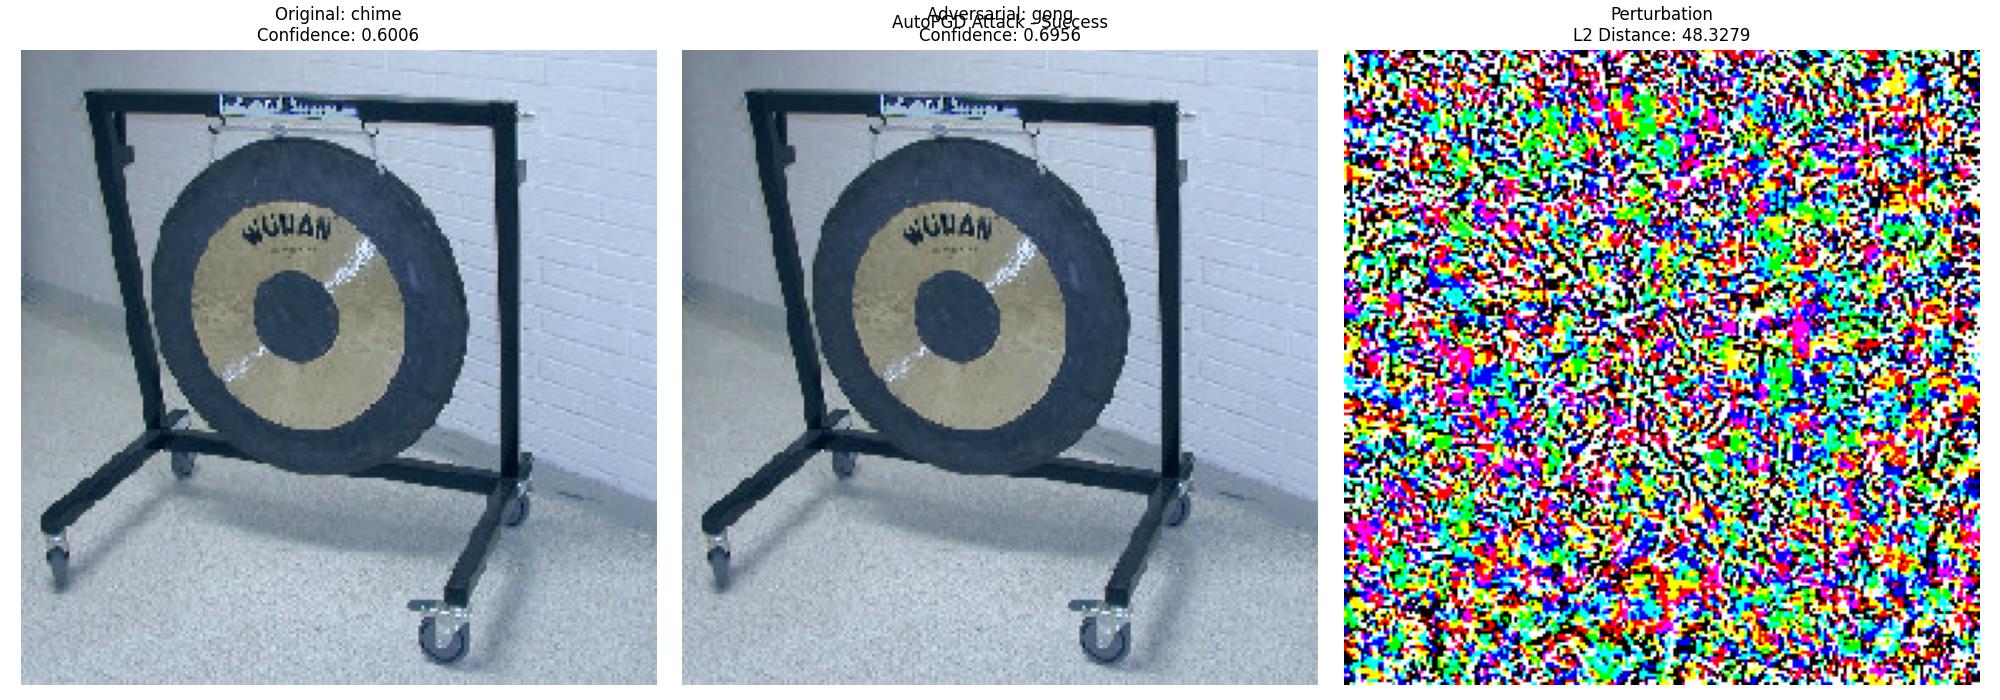 Original: chime
Confidence: 0.6006
Adversarial: gong
AutoPGD Attack - Success
Confidence: 0.6956
Perturbation
L2 Distance: 48.3279
WUHAN
WUHAN